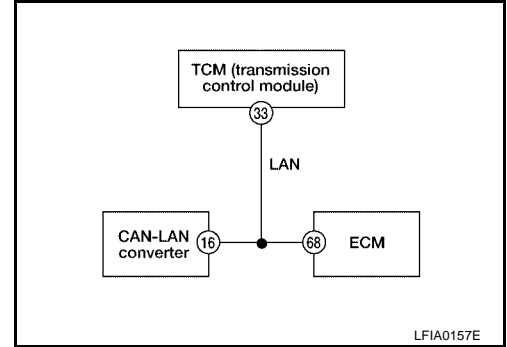 TCM (transmission
control module)
33
LAN
CAN-LAN
converter
16
68
ECM
LFIA0157E